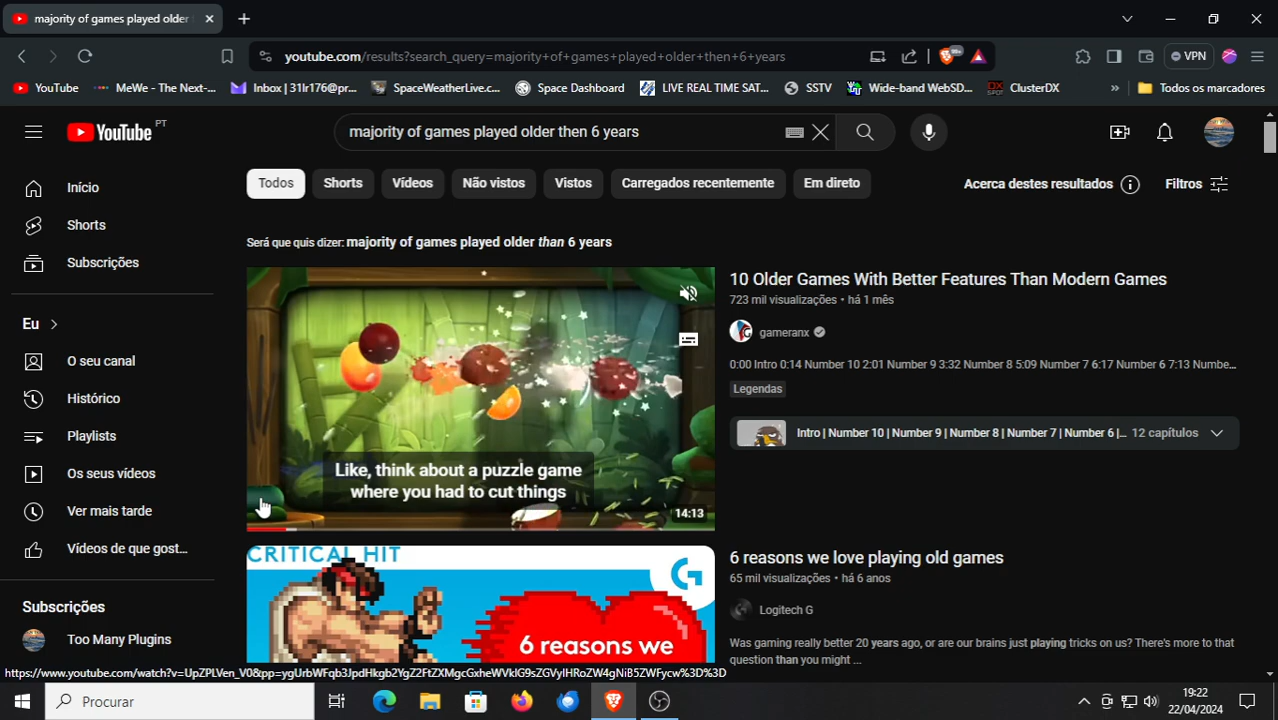 majority of games played older
youtube.com/results?search_query=majority+of+games+played+older+then+6+years
VPN
YouTube
MeWe - The Next-...
Inbox | 31lr176@pr...
SpaceWeatherLive.c...
Space Dashboard
LIVE REAL TIME SAT...
SSTV
Wide-band WebSD...
ClusterDX
Todos os marcadores
YouTube PT
majority of games played older then 6 years
Início
Shorts
Subscrições
Eu
O seu canal
Histórico
Playlists
Os seus vídeos
Ver mais tarde
Vídeos de que gost...
Subscrições
Too Many Plugins
Todos
Shorts
Vídeos
Não vistos
Vistos
Carregados recentemente
Em direto
Acerca destes resultados
Filtros
Será que quis dizer: majority of games played older than 6 years
Like, think about a puzzle game
where you had to cut things
14:13
10 Older Games With Better Features Than Modern Games
723 mil visualizações • há 1 mês
gameranx
0:00 Intro 0:14 Number 10 2:01 Number 9 3:32 Number 8 5:09 Number 7 6:17 Number 6 7:13 Numbe...
Legendas
Intro | Number 10 | Number 9 | Number 8 | Number 7 | Number 6 |... 12 capítulos
CRITICAL HIT
6 reasons we
6 reasons we love playing old games
65 mil visualizações • há 6 anos
Logitech G
Was gaming really better 20 years ago, or are our brains just playing tricks on us? There's more to that
question than you might ...
https://www.youtube.com/watch?v=UpZPLVen_V0&pp=ygUrbWFqb3JpdHkgb2YgZ2FtZXMgcGxheWVkIG9sZGVyIHRoZW4gNiB5ZWFycw%3D%3D
Procurar
19:22
22/04/2024